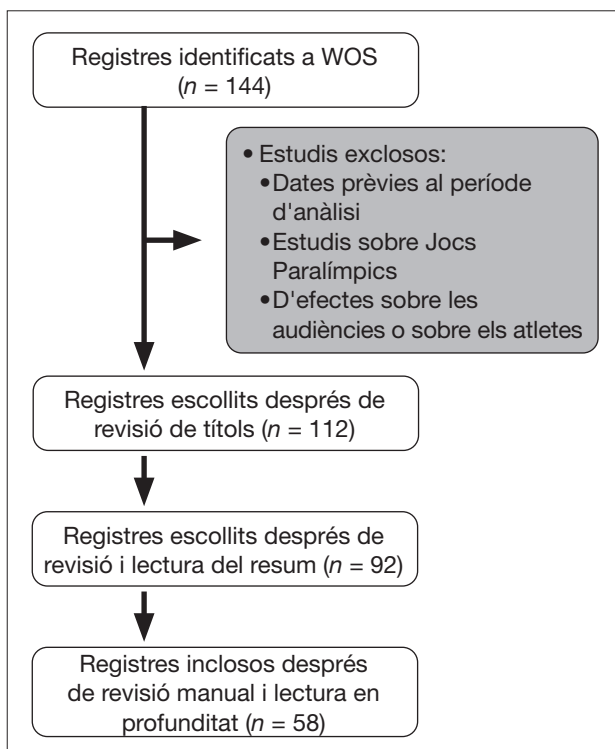 Registres identificats a WOS
(n = 144)
• Estudis exclosos:
•Dates prèvies al període
d'anàlisi
•Estudis sobre Jocs
Paralímpics
•D'efectes sobre les
audiències o sobre els atletes
Registres escollits després de
revisió de títols (n = 112)
Registres escollits després de
revisió i lectura del resum (n = 92)
Registres inclosos després
de revisió manual i lectura en
profunditat (n = 58)